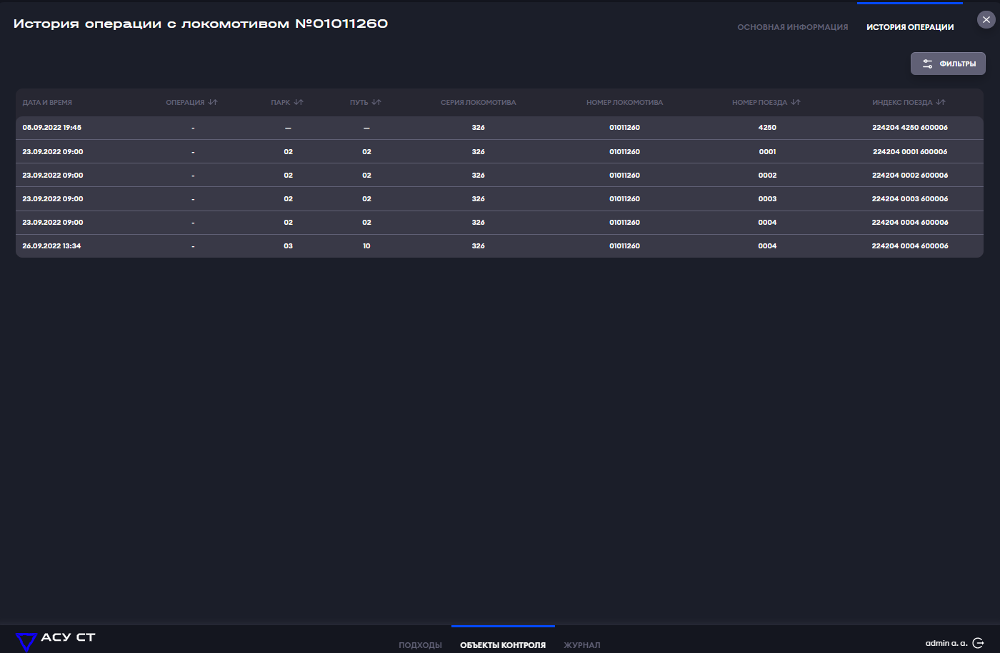 История операции с локомотивом №01011260
ОСНОВНАЯ ИНФОРМАЦИЯ ИСТОРИЯ ОПЕРАЦИИ
ФИЛЬТРЫ
ДАТА И ВРЕМЯ ОПЕРАЦИЯ ПАРК ПУТЬ СЕРИЯ ЛОКОМОТИВА НОМЕР ЛОКОМОТИВА НОМЕР ПОЕЗДА ИНДЕКС ПОЕЗДА
08.09.2022 19:45 - — — 326 01011260 4250 224204 4250 600006
23.09.2022 09:00 - 02 02 326 01011260 0001 224204 0001 600006
23.09.2022 09:00 - 02 02 326 01011260 0002 224204 0002 600006
23.09.2022 09:00 - 02 02 326 01011260 0003 224204 0003 600006
23.09.2022 09:00 - 02 02 326 01011260 0004 224204 0004 600006
26.09.2022 13:34 - 03 10 326 01011260 0004 224204 0004 600006
АСУ СТ
ПОДХОДЫ ОБЪЕКТЫ КОНТРОЛЯ ЖУРНАЛ
admin a. a.